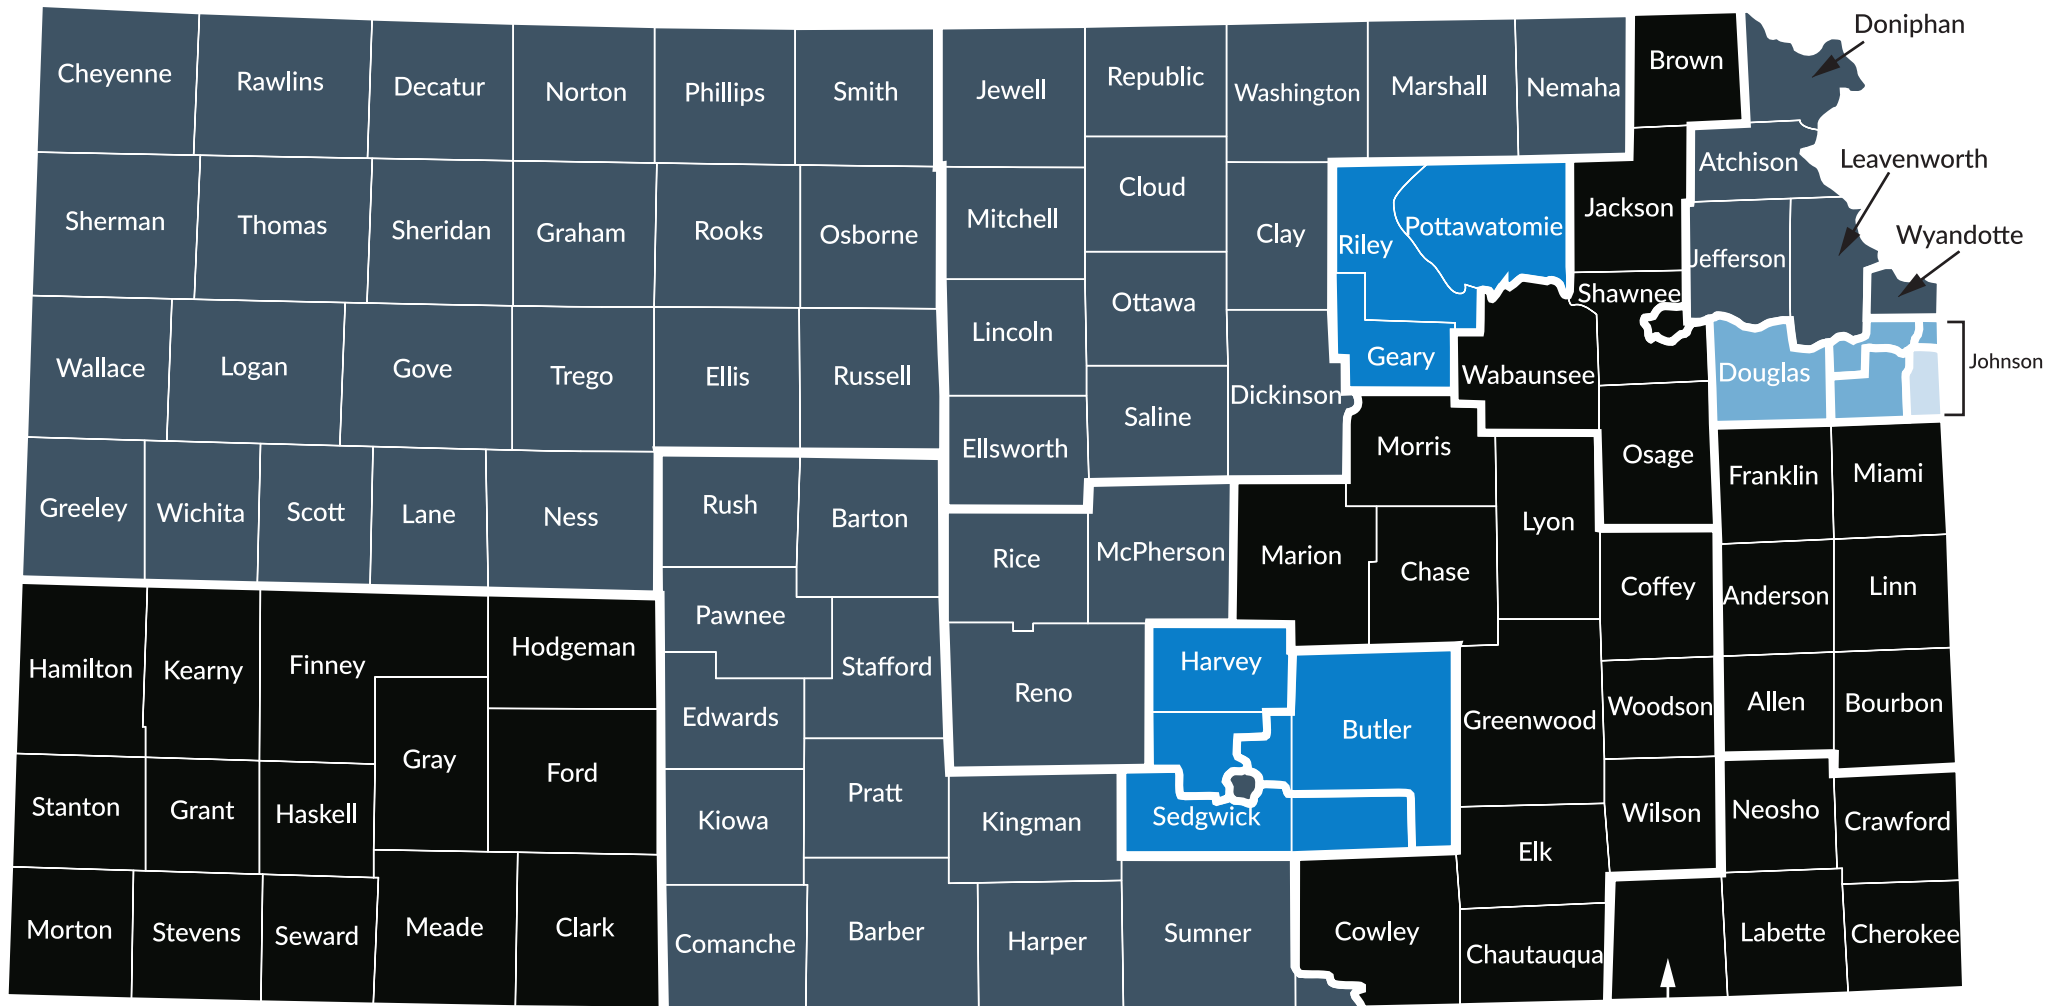 Cheyenne
Rawlins
Decatur
Norton
Phillips
Smith
Jewell
Republic
Washington
Marshall
Nemaha
Brown
Doniphan
Sherman
Thomas
Sheridan
Graham
Rooks
Osborne
Mitchell
Cloud
Clay
Riley
Pottawatomie
Jackson
Atchison
Leavenworth
Jefferson
Wyandotte
Wallace
Logan
Gove
Trego
Ellis
Russell
Lincoln
Ottawa
Dickinson
Geary
Wabaunsee
Shawnee
Douglas
Johnson
Greeley
Wichita
Scott
Lane
Ness
Rush
Barton
Ellsworth
Saline
Morris
Osage
Franklin
Miami
Rice
McPherson
Marion
Chase
Lyon
Coffey
Anderson
Linn
Hamilton
Kearny
Finney
Hodgeman
Pawnee
Stafford
Edwards
Reno
Harvey
Butler
Greenwood
Woodson
Allen
Bourbon
Stanton
Grant
Haskell
Gray
Ford
Kiowa
Pratt
Kingman
Sedgwick
Elk
Wilson
Neosho
Crawford
Morton
Stevens
Seward
Meade
Clark
Comanche
Barber
Harper
Sumner
Cowley
Chautauqua
Labette
Cherokee